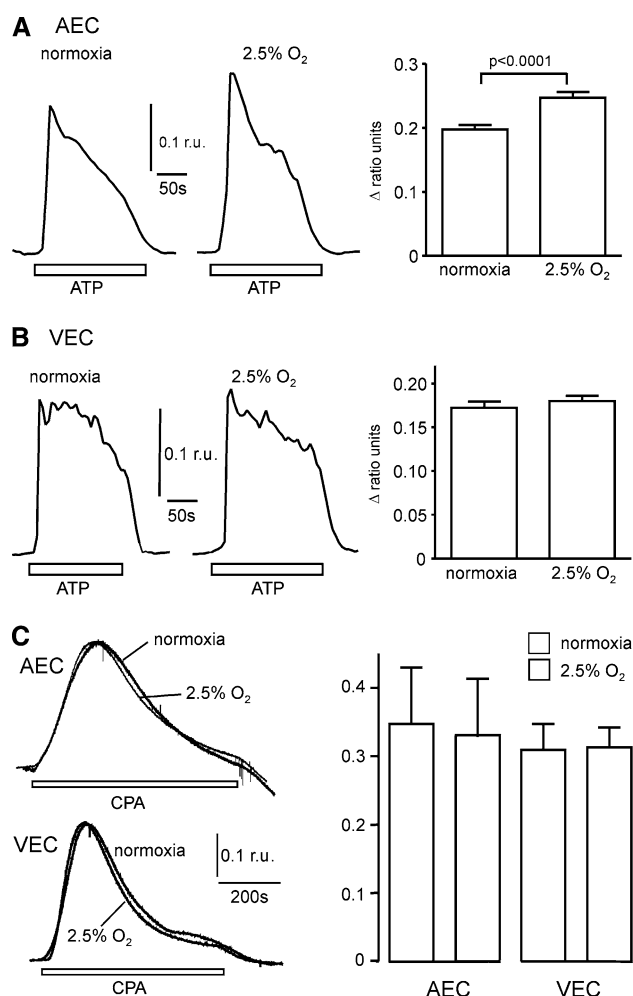 A AEC
normoxia 2.5% O₂
0.1 r.u.
50s
ATP ATP
p<0.0001
Δ ratio units
0.3
0.2
0.1
0
normoxia 2.5% O₂
B VEC
normoxia 2.5% O₂
0.1 r.u.
50s
ATP ATP
Δ ratio units
0.20
0.15
0.10
0.05
0
normoxia 2.5% O₂
C
AEC
normoxia
2.5% O₂
CPA
VEC
normoxia
2.5% O₂
0.1 r.u.
200s
CPA
normoxia
2.5% O₂
0.4
0.3
0.2
0.1
0
AEC VEC